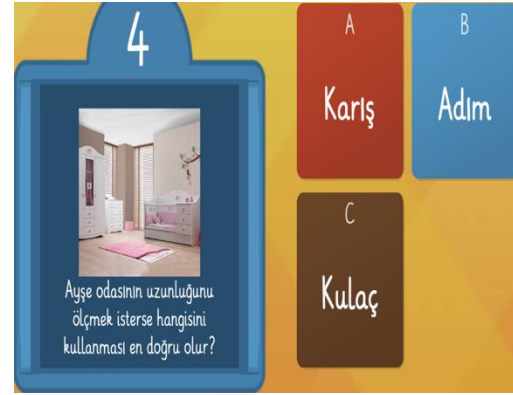 4
Ayşe odasının uzunluğunu
ölçmek isterse hangisini
kullanması en doğru olur?
A
Karış
B
Adım
C
Kulaç